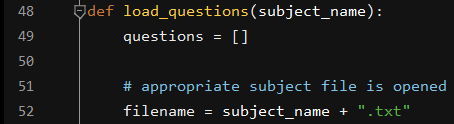 48 def load_questions(subject_name):
49 questions = []
50
51 # appropriate subject file is opened
52 filename = subject_name + ".txt"